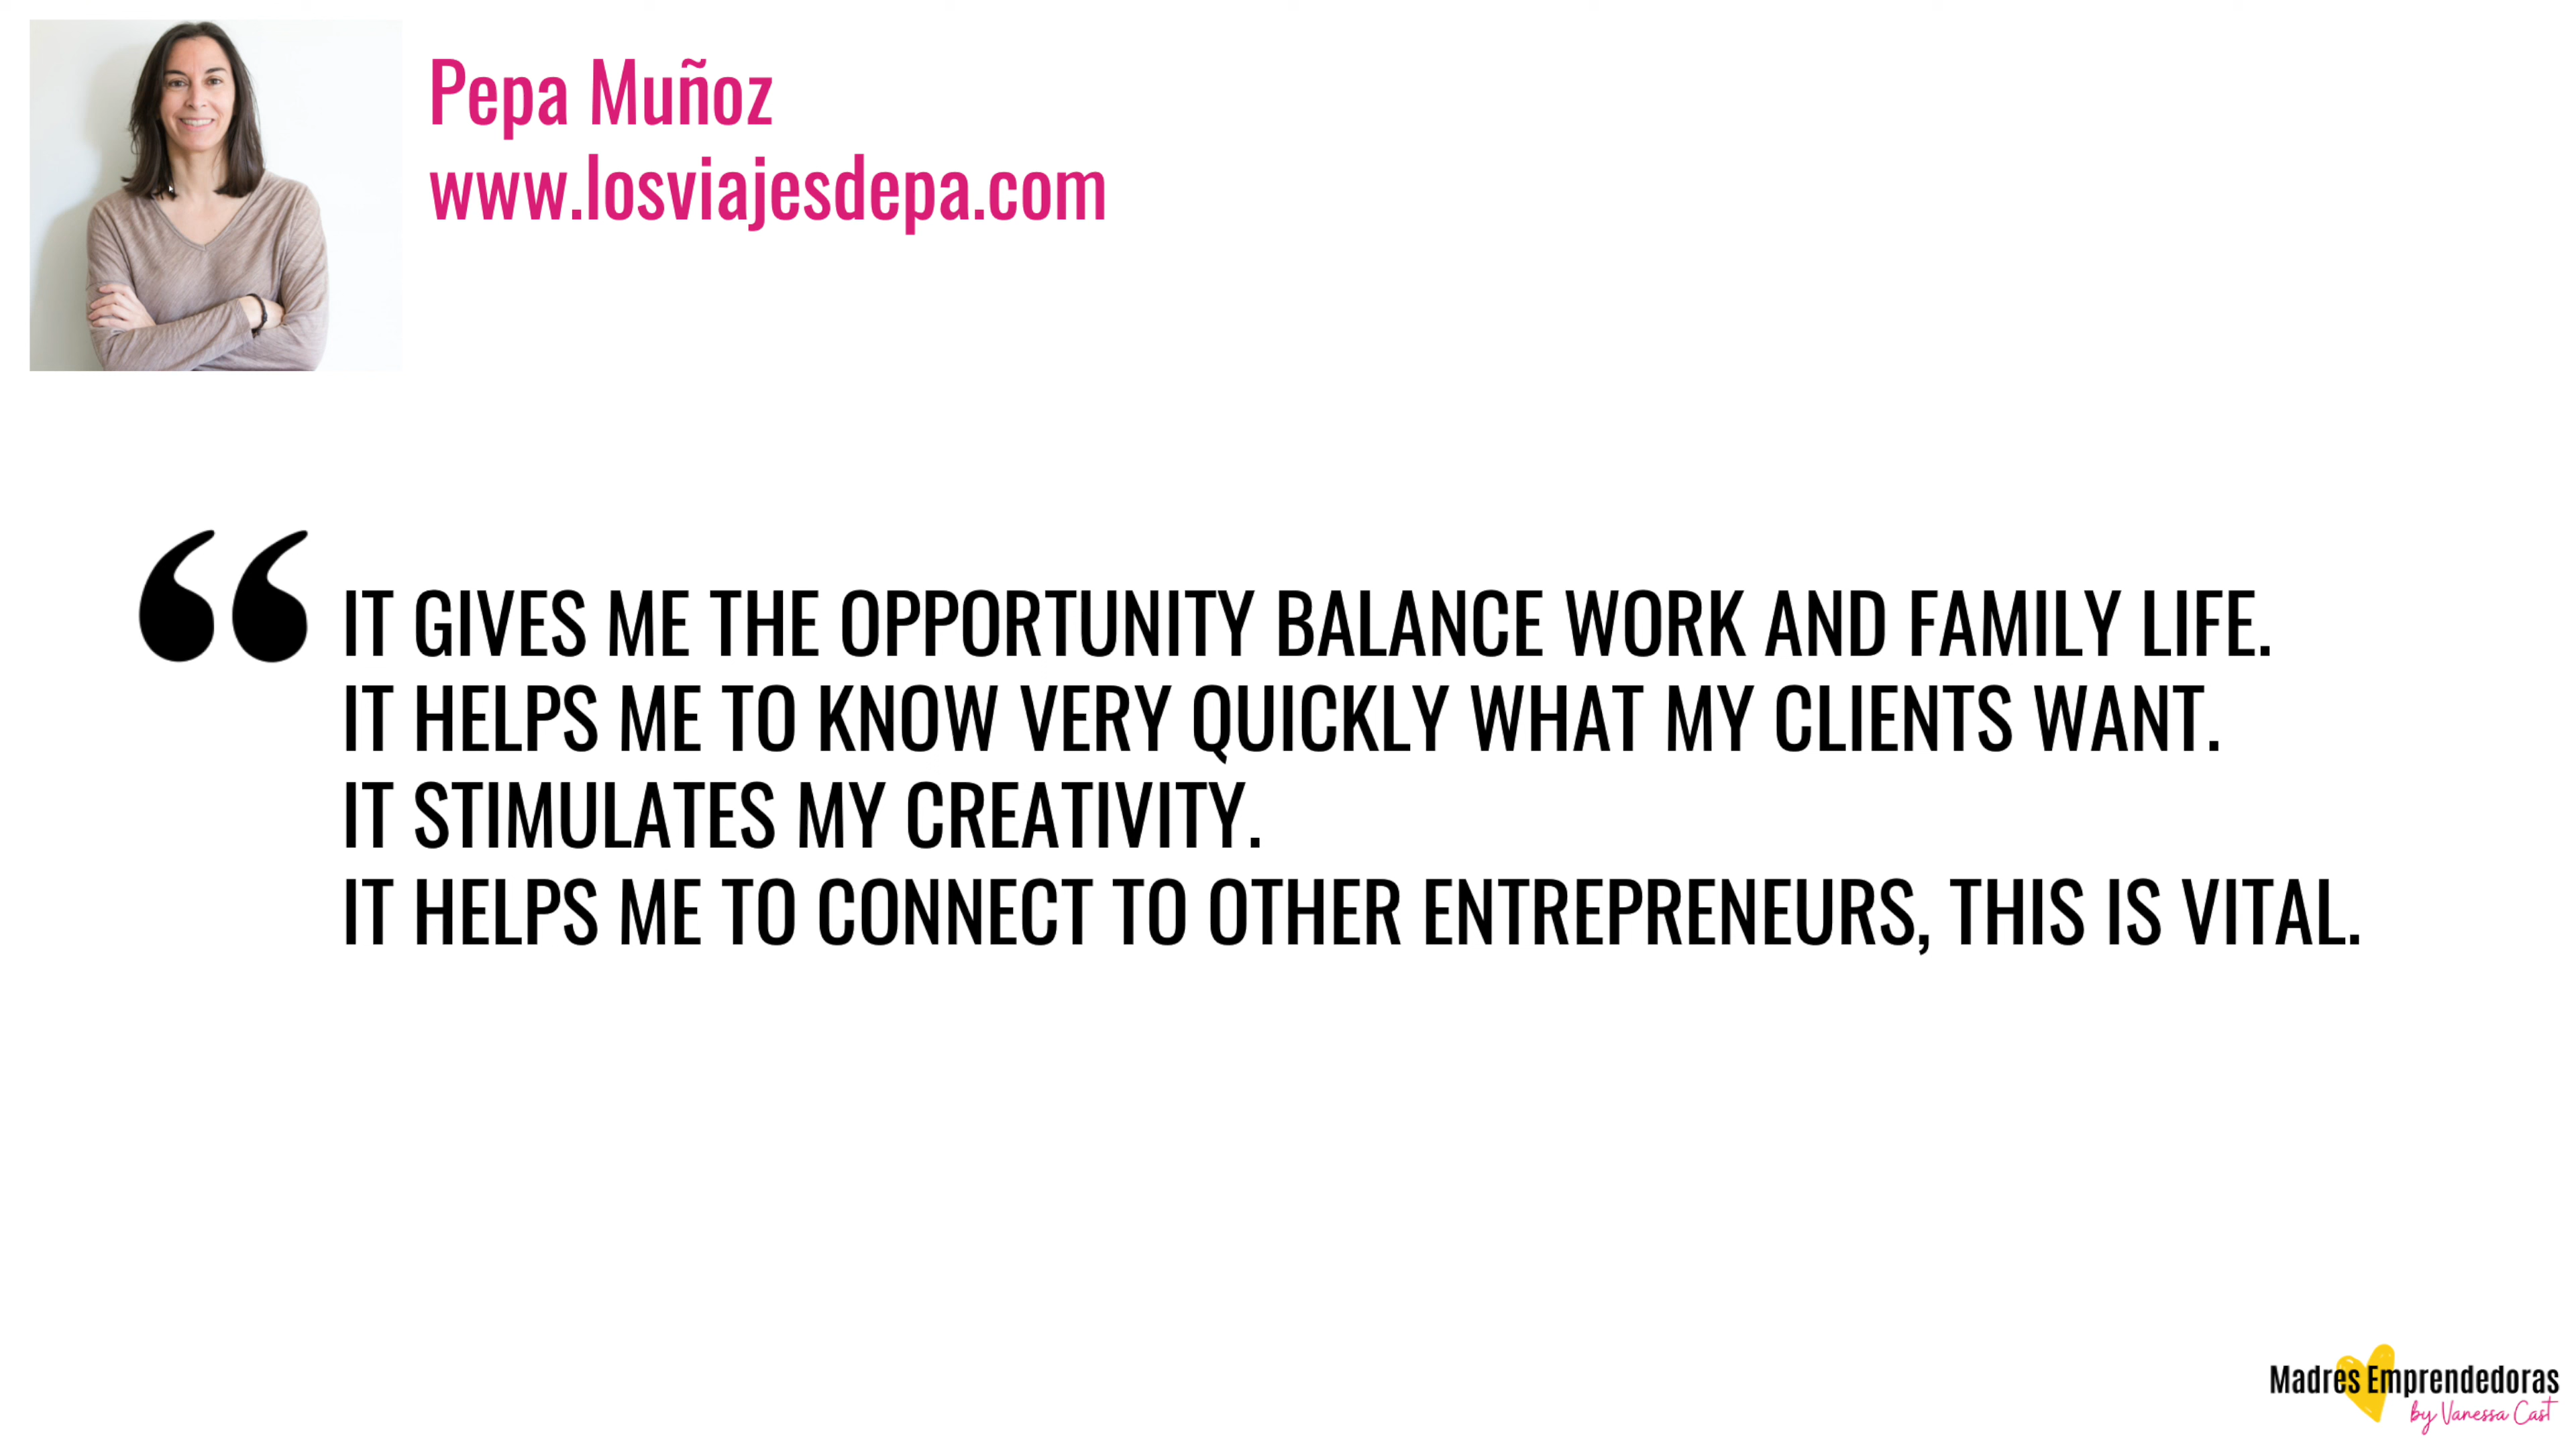 Pepa Muñoz
www.losviajesdepa.com
“ IT GIVES ME THE OPPORTUNITY BALANCE WORK AND FAMILY LIFE.
IT HELPS ME TO KNOW VERY QUICKLY WHAT MY CLIENTS WANT.
IT STIMULATES MY CREATIVITY.
IT HELPS ME TO CONNECT TO OTHER ENTREPRENEURS, THIS IS VITAL.
Madres Emprendedoras
by Vanessa Cast